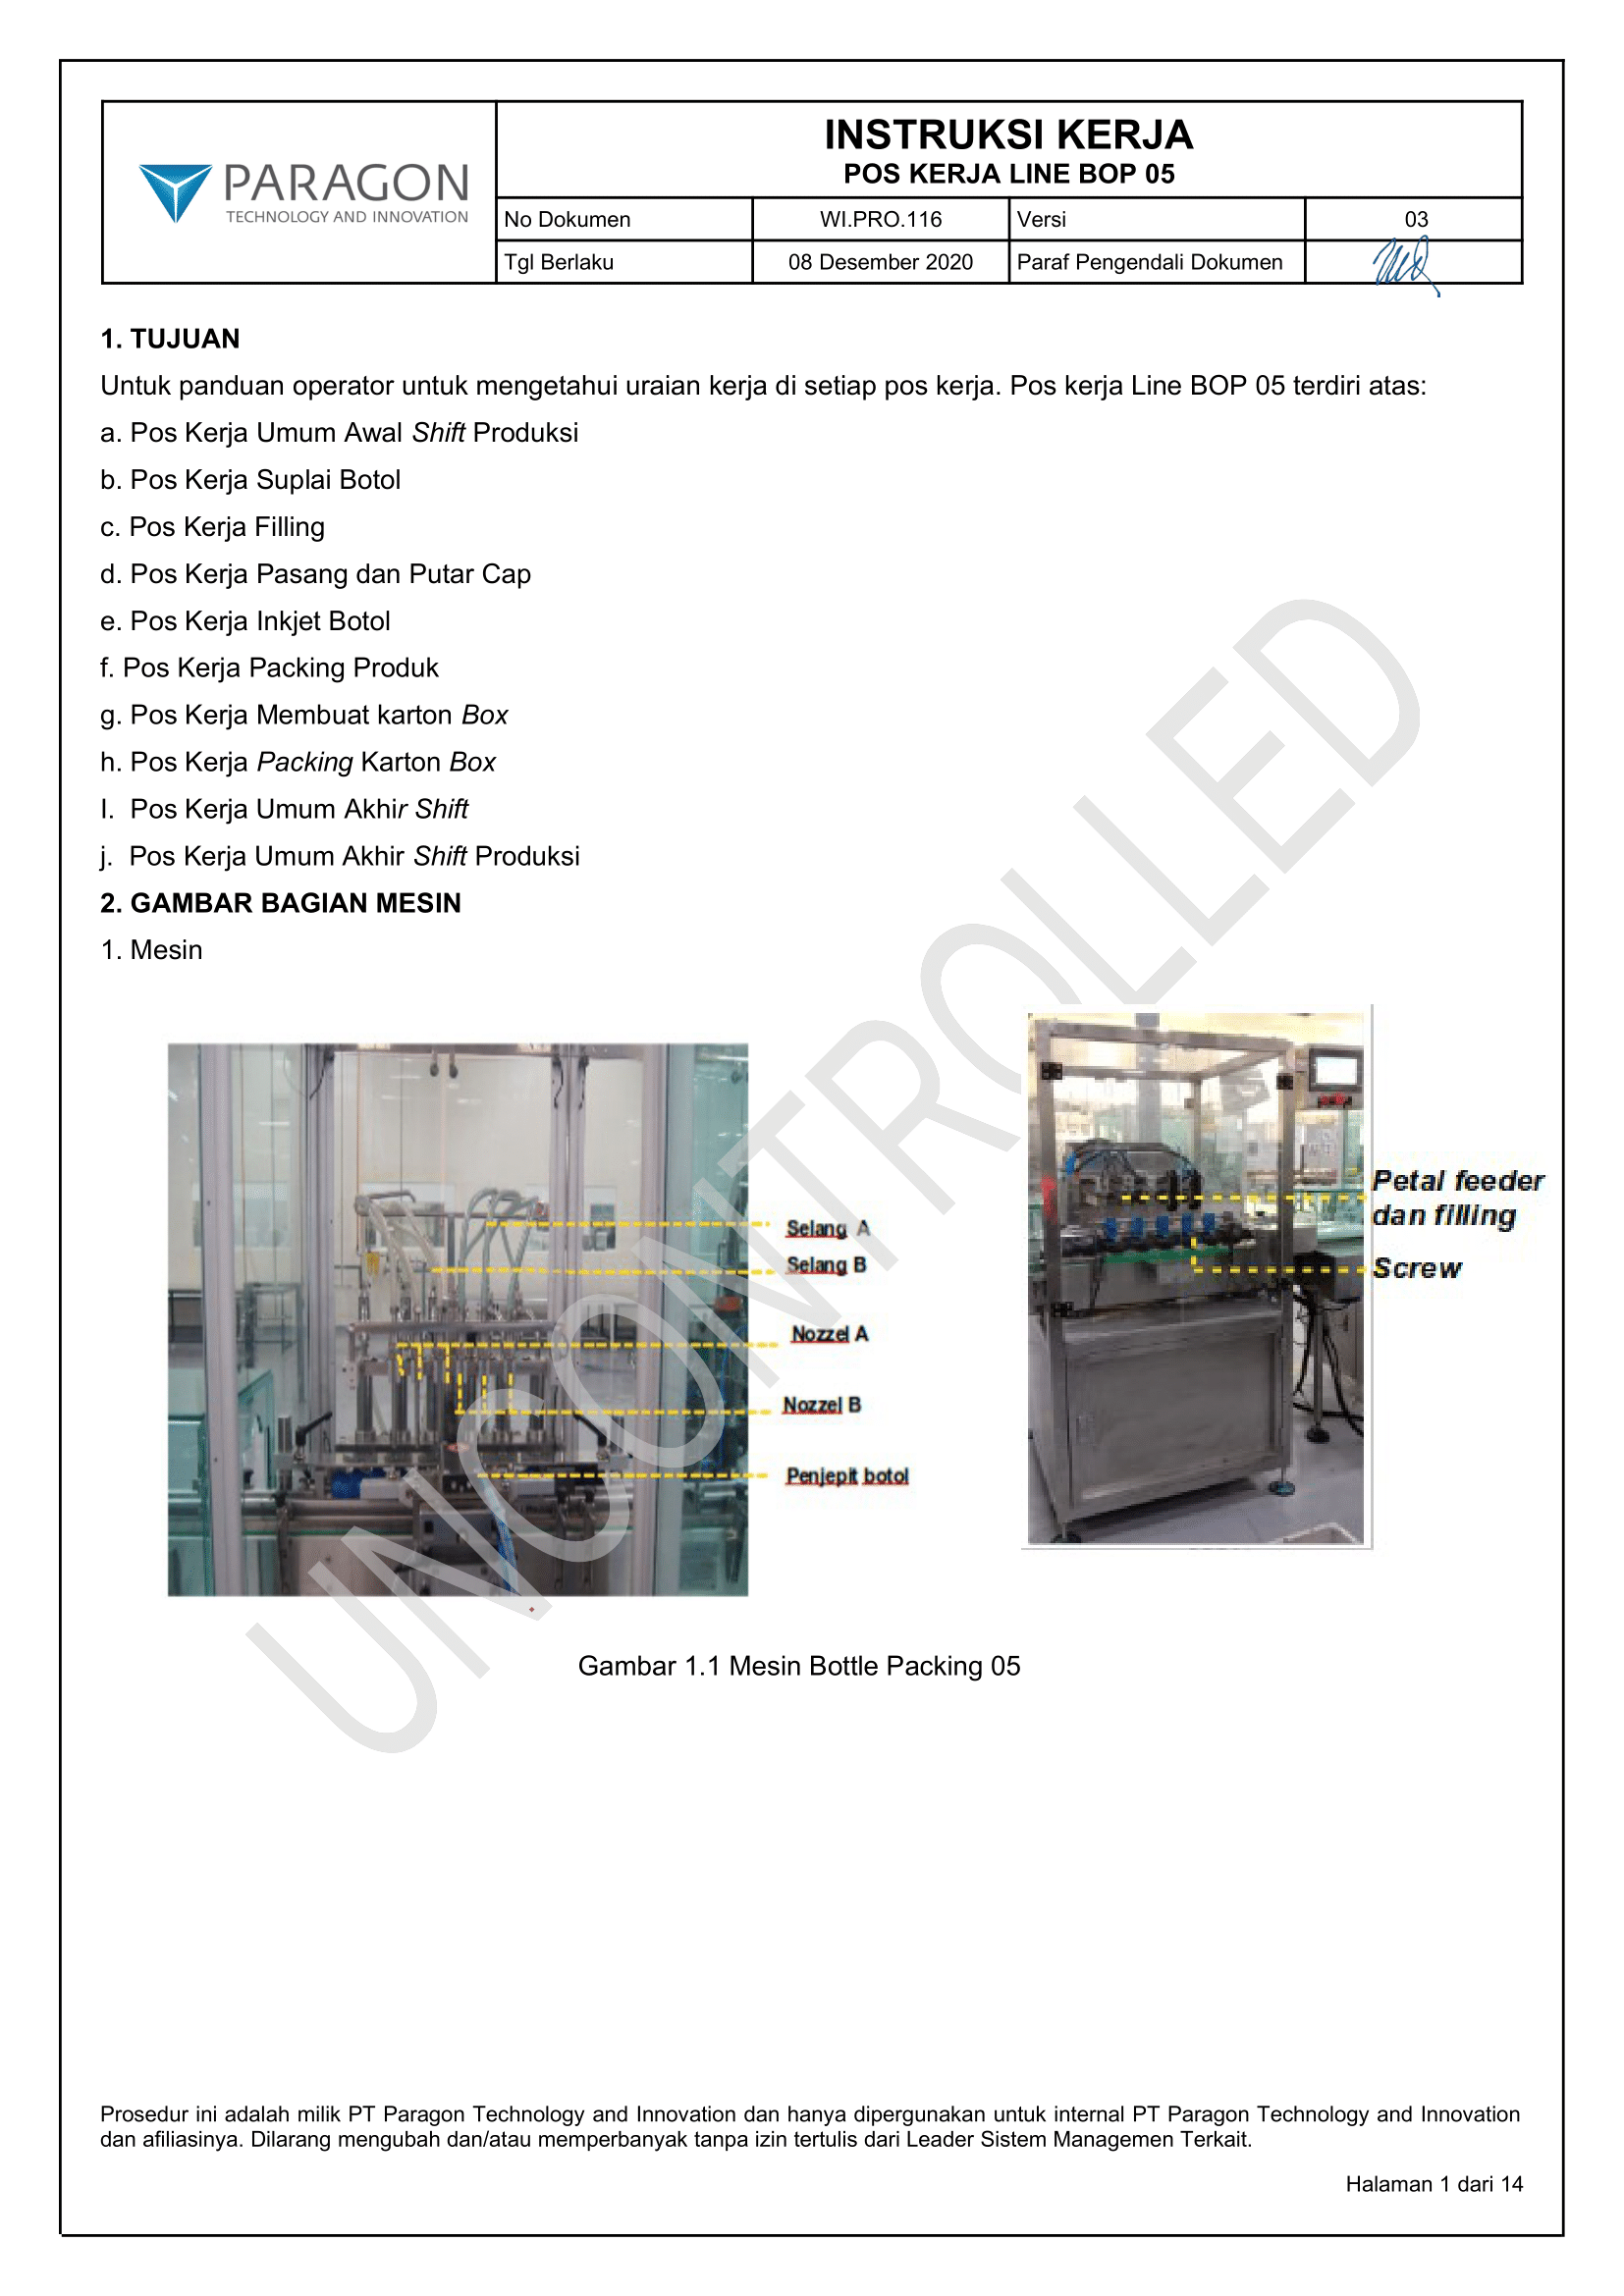 PARAGON
TECHNOLOGY AND INNOVATION
INSTRUKSI KERJA
POS KERJA LINE BOP 05
No Dokumen WI.PRO.116 Versi 03
Tgl Berlaku 08 Desember 2020 Paraf Pengendali Dokumen
1. TUJUAN
Untuk panduan operator untuk mengetahui uraian kerja di setiap pos kerja. Pos kerja Line BOP 05 terdiri atas:
a. Pos Kerja Umum Awal Shift Produksi
b. Pos Kerja Suplai Botol
c. Pos Kerja Filling
d. Pos Kerja Pasang dan Putar Cap
e. Pos Kerja Inkjet Botol
f. Pos Kerja Packing Produk
g. Pos Kerja Membuat karton Box
h. Pos Kerja Packing Karton Box
I. Pos Kerja Umum Akhir Shift
j. Pos Kerja Umum Akhir Shift Produksi
2. GAMBAR BAGIAN MESIN
1. Mesin
Selang A
Selang B
Nozzel A
Nozzel B
Penjepit botol
Petal feeder
dan filling
Screw
UNCONTROLLED
Gambar 1.1 Mesin Bottle Packing 05
Prosedur ini adalah milik PT Paragon Technology and Innovation dan hanya dipergunakan untuk internal PT Paragon Technology and Innovation
dan afiliasinya. Dilarang mengubah dan/atau memperbanyak tanpa izin tertulis dari Leader Sistem Managemen Terkait.
Halaman 1 dari 14